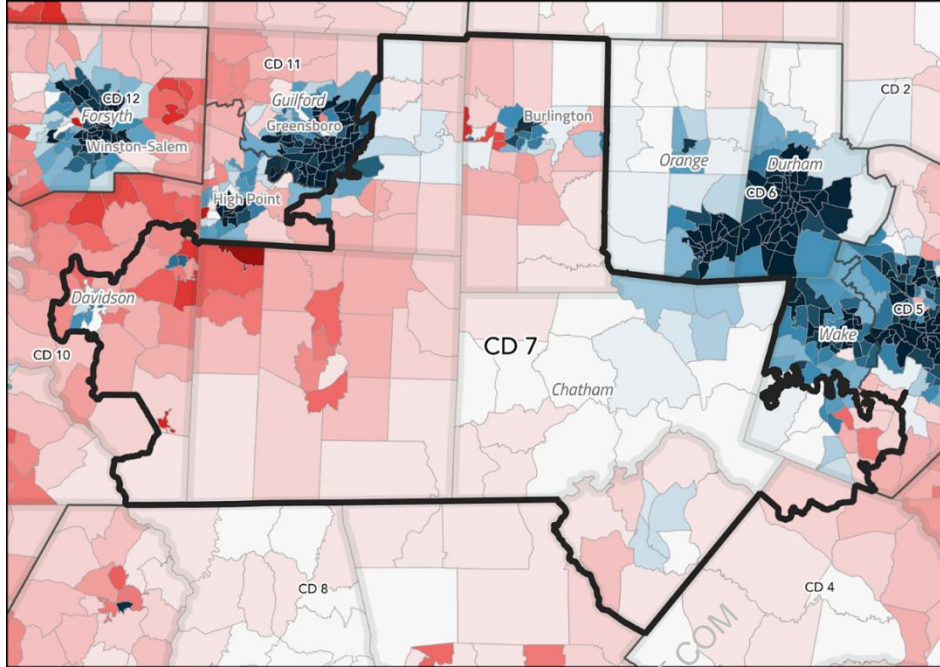 CD 11
CD 2
CD 12
Guilford
Forsyth
Burlington
Greensboro
Winston-Salem
Orange
Durham
High Point
CD 6
Davidson
CD 5
Wake
CD 7
CD 10
Chatham
CD 8
CD 4
COM